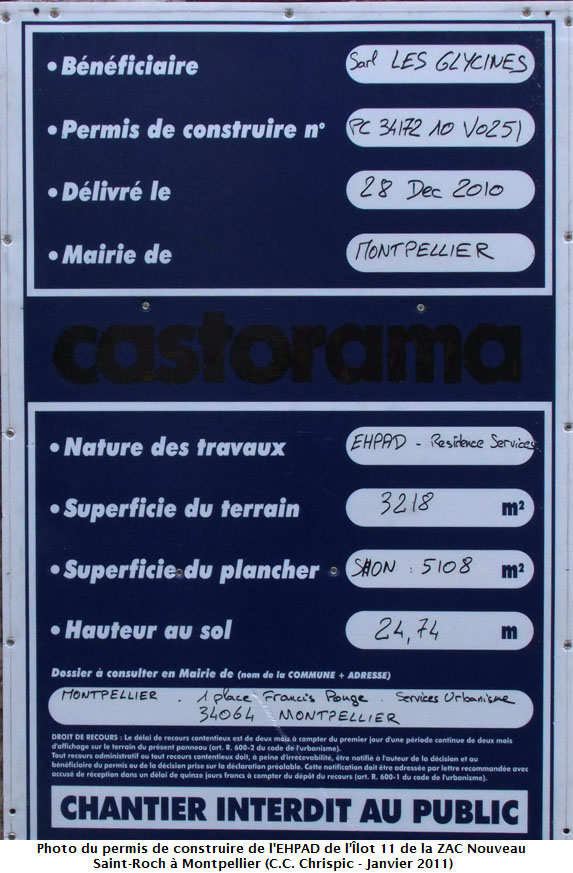 • Bénéficiaire Sarl LES GLYCINES
• Permis de construire n° PC 34172 10 V0251
• Délivré le 28 Dec 2010
• Mairie de MONTPELLIER
castorama
• Nature des travaux EHPAD - Residence Services
• Superficie du terrain 3218 m²
• Superficie du plancher SHON : 5108 m²
• Hauteur au sol 24,74 m
Dossier à consulter en Mairie de (nom de la COMMUNE + ADRESSE)
MONTPELLIER . 1 place Francis Ponge . Services Urbanisme
34064 MONTPELLIER
DROIT DE RECOURS : Le délai de recours contentieux est de deux mois à compter du premier jour d'une période continue de deux mois
d'affichage sur le terrain du présent panneau (art. R. 600-2 du code de l'urbanisme).
Tout recours administratif ou tout recours contentieux doit, à peine d'irrecevabilité, être notifié à l'auteur de la décision et au
bénéficiaire du permis ou de la décision prise sur la déclaration préalable. Cette notification doit être adressée par lettre recommandée avec
accusé de réception dans un délai de quinze jours francs à compter du dépôt du recours (art. R. 600-1 du code de l'urbanisme).
CHANTIER INTERDIT AU PUBLIC
Photo du permis de construire de l'EHPAD de l'Îlot 11 de la ZAC Nouveau
Saint-Roch à Montpellier (C.C. Chrispic - Janvier 2011)